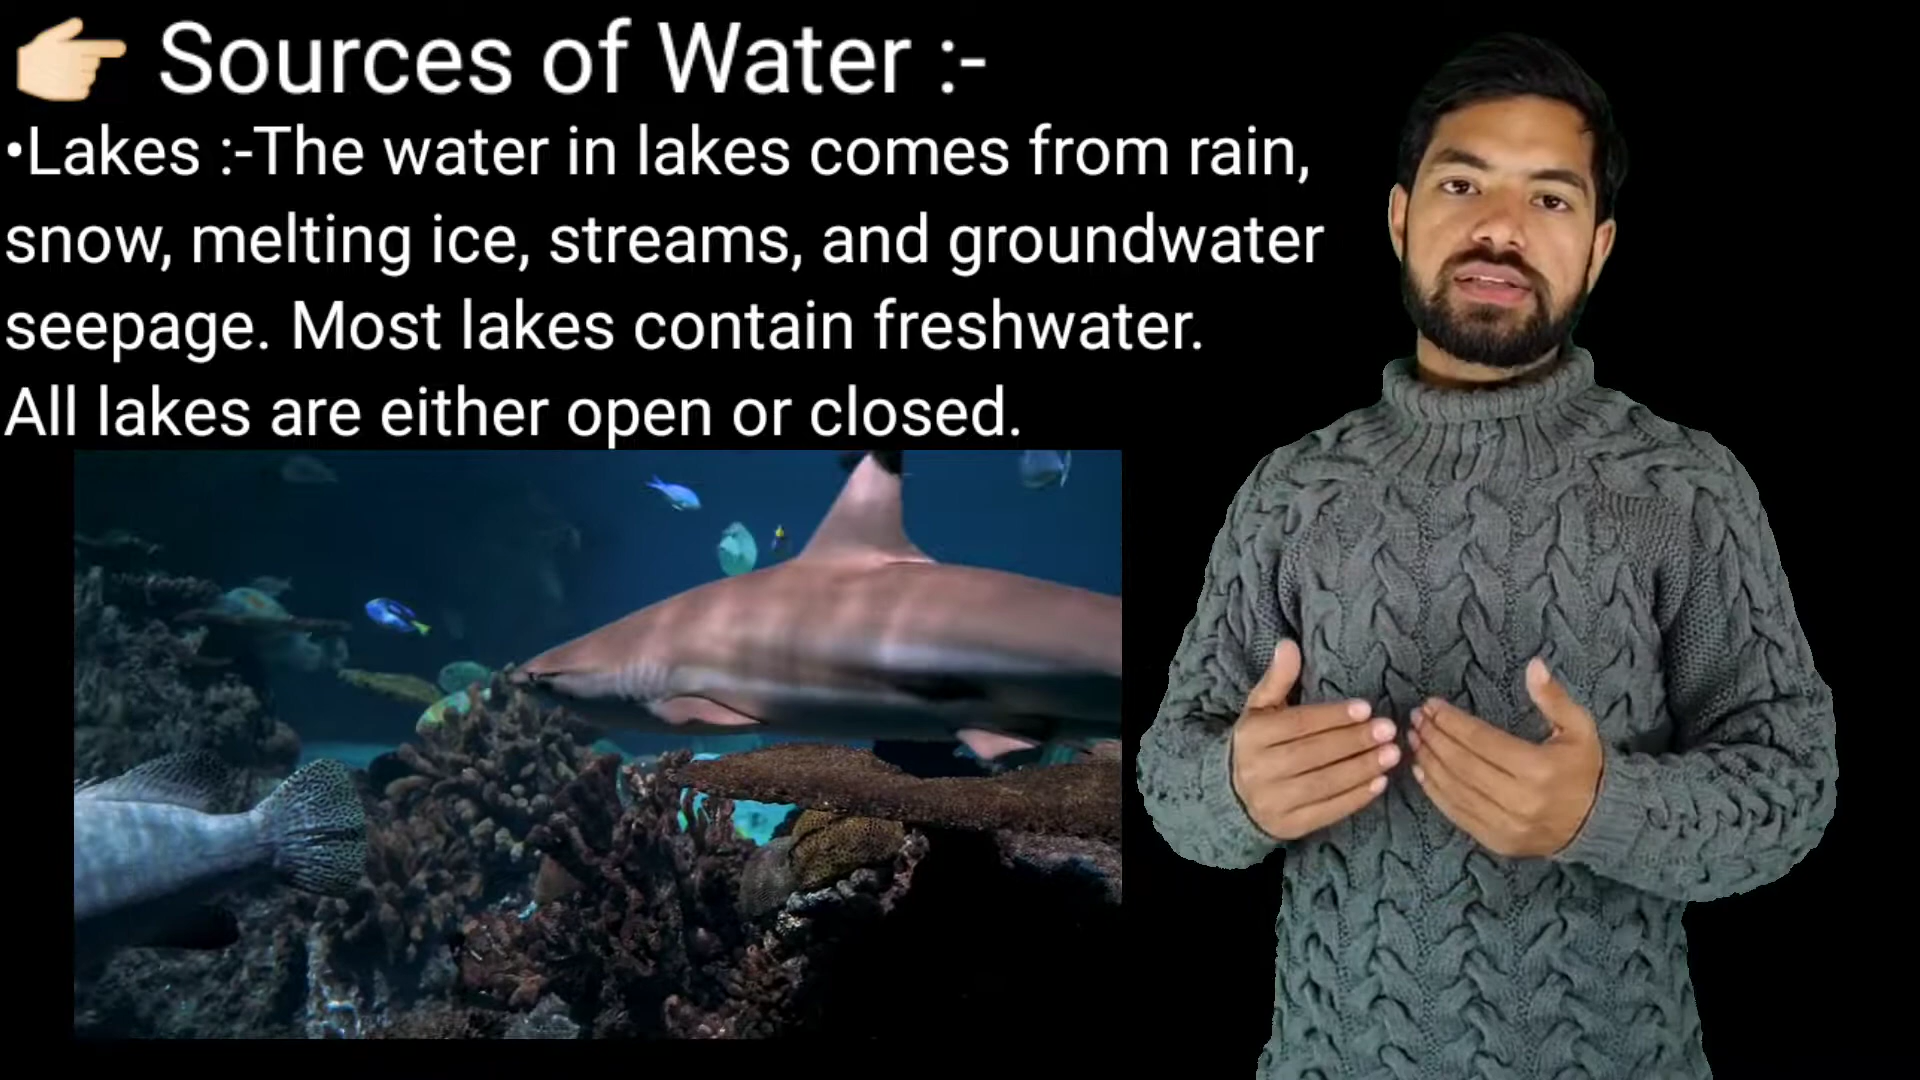 👉🏻 Sources of Water :-
•Lakes :-The water in lakes comes from rain,
snow, melting ice, streams, and groundwater
seepage. Most lakes contain freshwater.
All lakes are either open or closed.